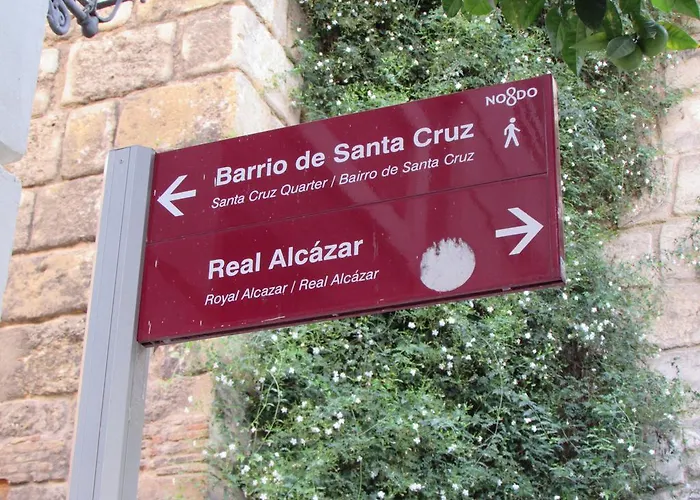 NO8DO
Barrio de Santa Cruz
Santa Cruz Quarter / Bairro de Santa Cruz
Real Alcázar
Royal Alcazar / Real Alcázar